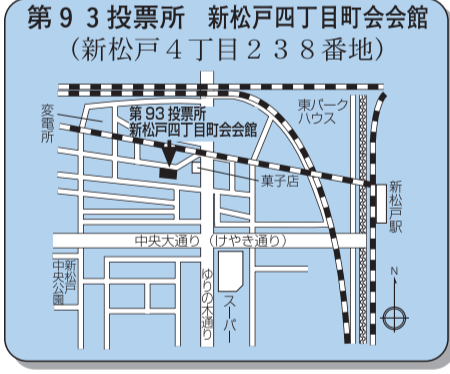 第９３投票所　新松戸四丁目町会会館
（新松戸４丁目２３８番地）
変電所
第93投票所
新松戸四丁目町会会館
東パーク
ハウス
菓子店
新松戸駅
中央大通り（けやき通り）
新松戸
中央公園
ゆりの木通り
スーパー
N